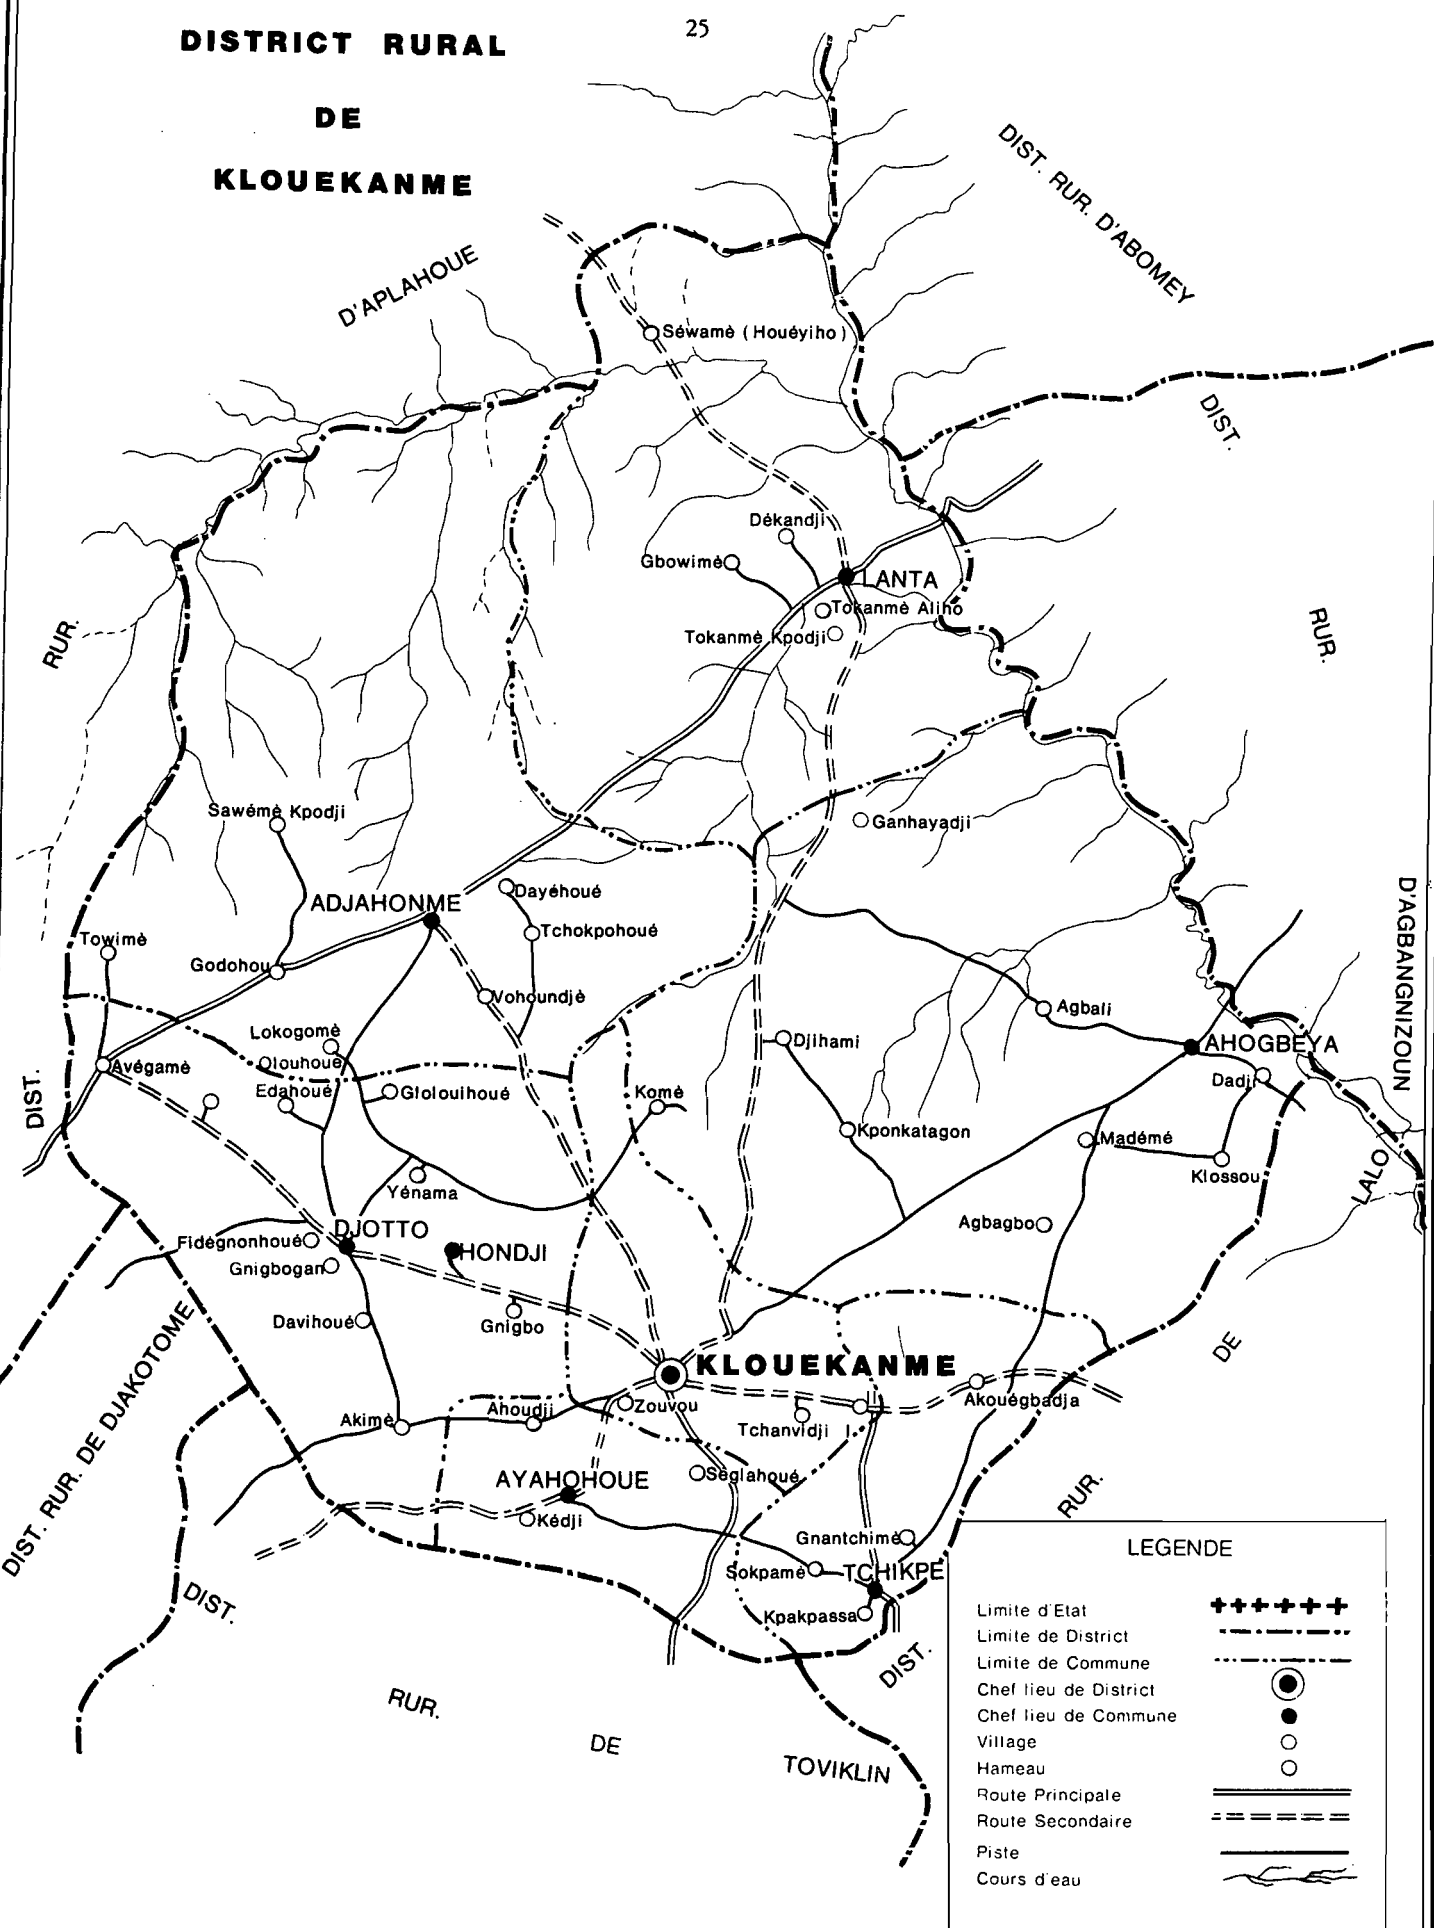 25
DISTRICT RURAL
DE
KLOUEKANME
DIST. RUR. D'ABOMEY
D'APLAHOUE
Séwamè (Houéyiho)
DIST.
Dékandji
Gbowimè
LANTA
Tokanmè Aliho
Tokanmè Kpodji
RUR.
RUR.
Sawémè Kpodji
Ganhayadji
ADJAHONME
Dayéhoué
Tchokpohoué
Towimè
Godohou
Vohoundjè
D'AGBANGNIZOUN
Agbali
Lokogomè
Olouhoué
Djihami
AHOGBEYA
Avégamè
Edahoué
Glolouihoué
Komè
Dadji
DIST.
Kponkatagon
Madémé
Klossou
Yénama
LALO
DJOTTO
Fidégnonhoué
HONDJI
Agbagbo
Gnigbogan
Davihoué
Gnigbo
DE
KLOUEKANME
DIST. RUR. DE DJAKOTOME
Akimè
Ahoudji
Zouvou
Tchanvidji I
Akouégbadja
AYAHOHOUE
Sèglahoué
RUR.
Kédji
Gnantchimè
Sokpamè
TCHIKPE
Kpakpassa
DIST.
DIST.
RUR.
DE
TOVIKLIN
LEGENDE
Limite d'Etat
Limite de District
Limite de Commune
Chef lieu de District
Chef lieu de Commune
Village
Hameau
Route Principale
Route Secondaire
Piste
Cours d'eau